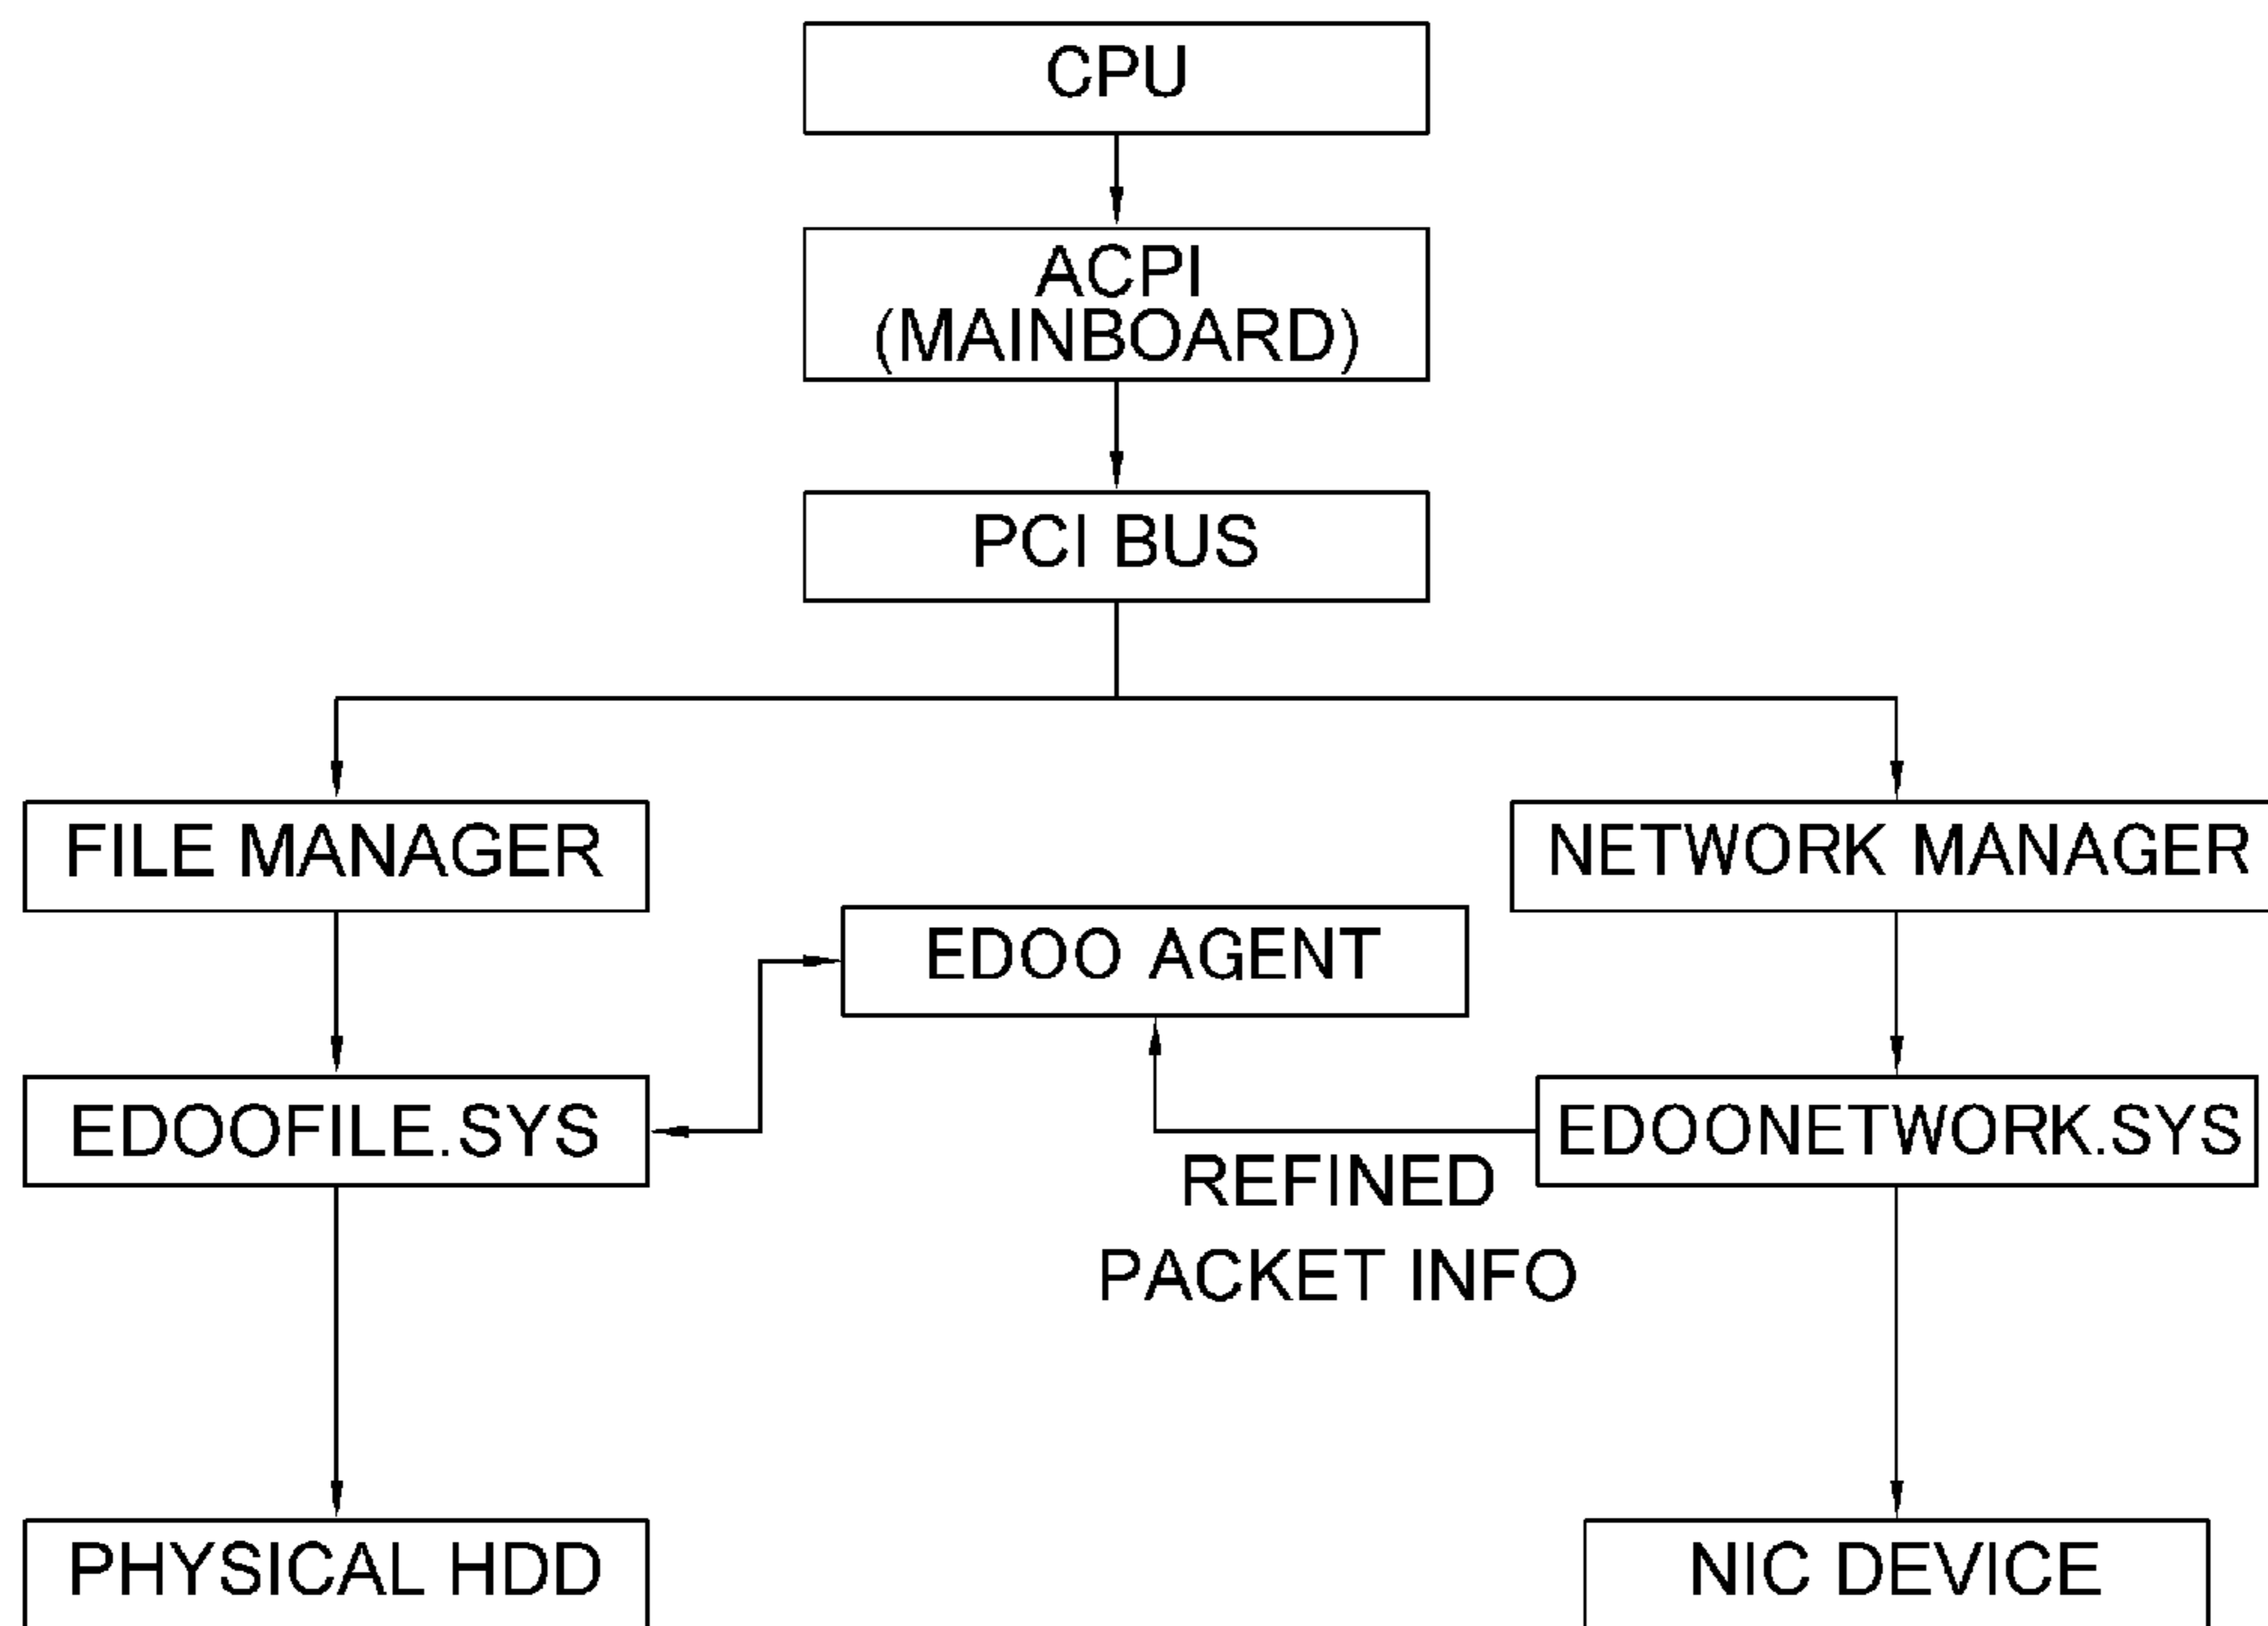 CPU
ACPI
(MAINBOARD)
PCI BUS
FILE MANAGER
NETWORK MANAGER
EDOO AGENT
EDOOFILE.SYS
EDOONETWORK.SYS
REFINED
PACKET INFO
PHYSICAL HDD
NIC DEVICE